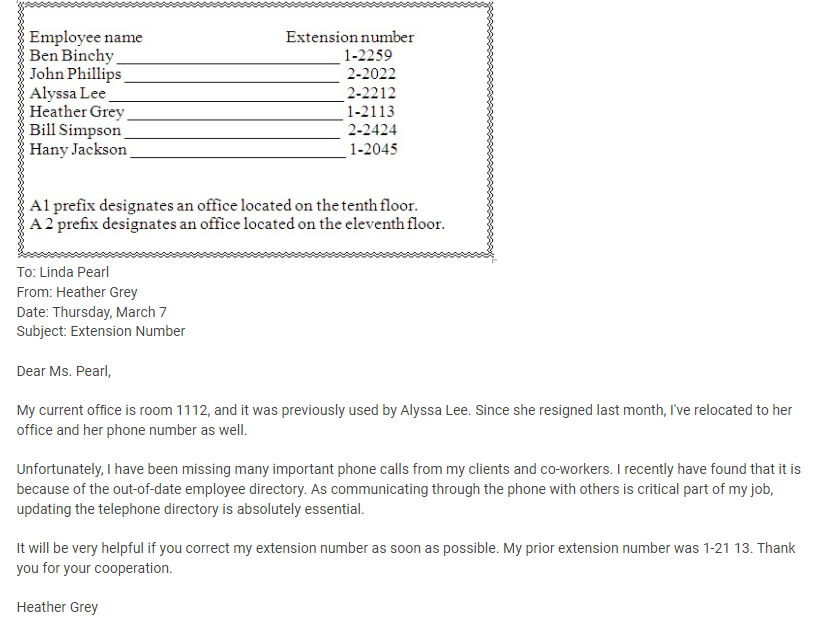 Employee name Extension number
Ben Binchy 1-2259
John Phillips 2-2022
Alyssa Lee 2-2212
Heather Grey 1-2113
Bill Simpson 2-2424
Hany Jackson 1-2045
A1 prefix designates an office located on the tenth floor.
A 2 prefix designates an office located on the eleventh floor.
To: Linda Pearl
From: Heather Grey
Date: Thursday, March 7
Subject: Extension Number
Dear Ms. Pearl,
My current office is room 1112, and it was previously used by Alyssa Lee. Since she resigned last month, I've relocated to her
office and her phone number as well.
Unfortunately, I have been missing many important phone calls from my clients and co-workers. I recently have found that it is
because of the out-of-date employee directory. As communicating through the phone with others is critical part of my job,
updating the telephone directory is absolutely essential.
It will be very helpful if you correct my extension number as soon as possible. My prior extension number was 1-21 13. Thank
you for your cooperation.
Heather Grey